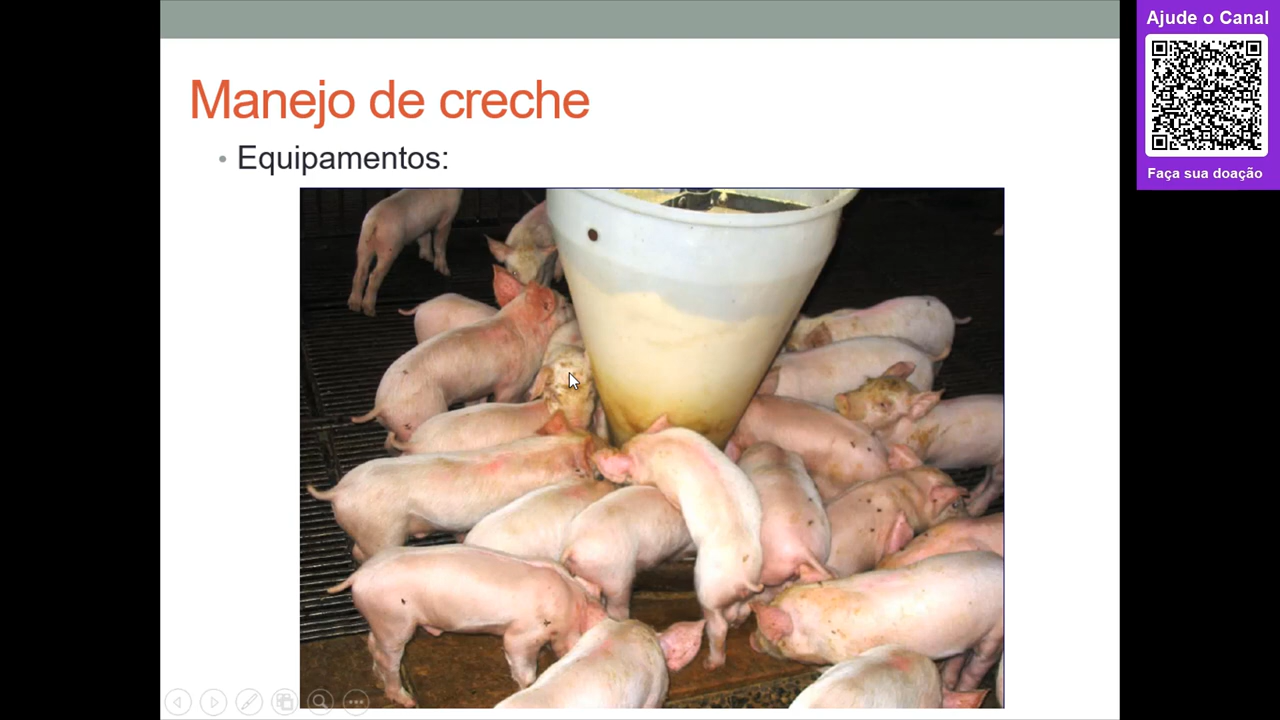 Ajude o Canal
Manejo de creche
• Equipamentos:
Faça sua doação